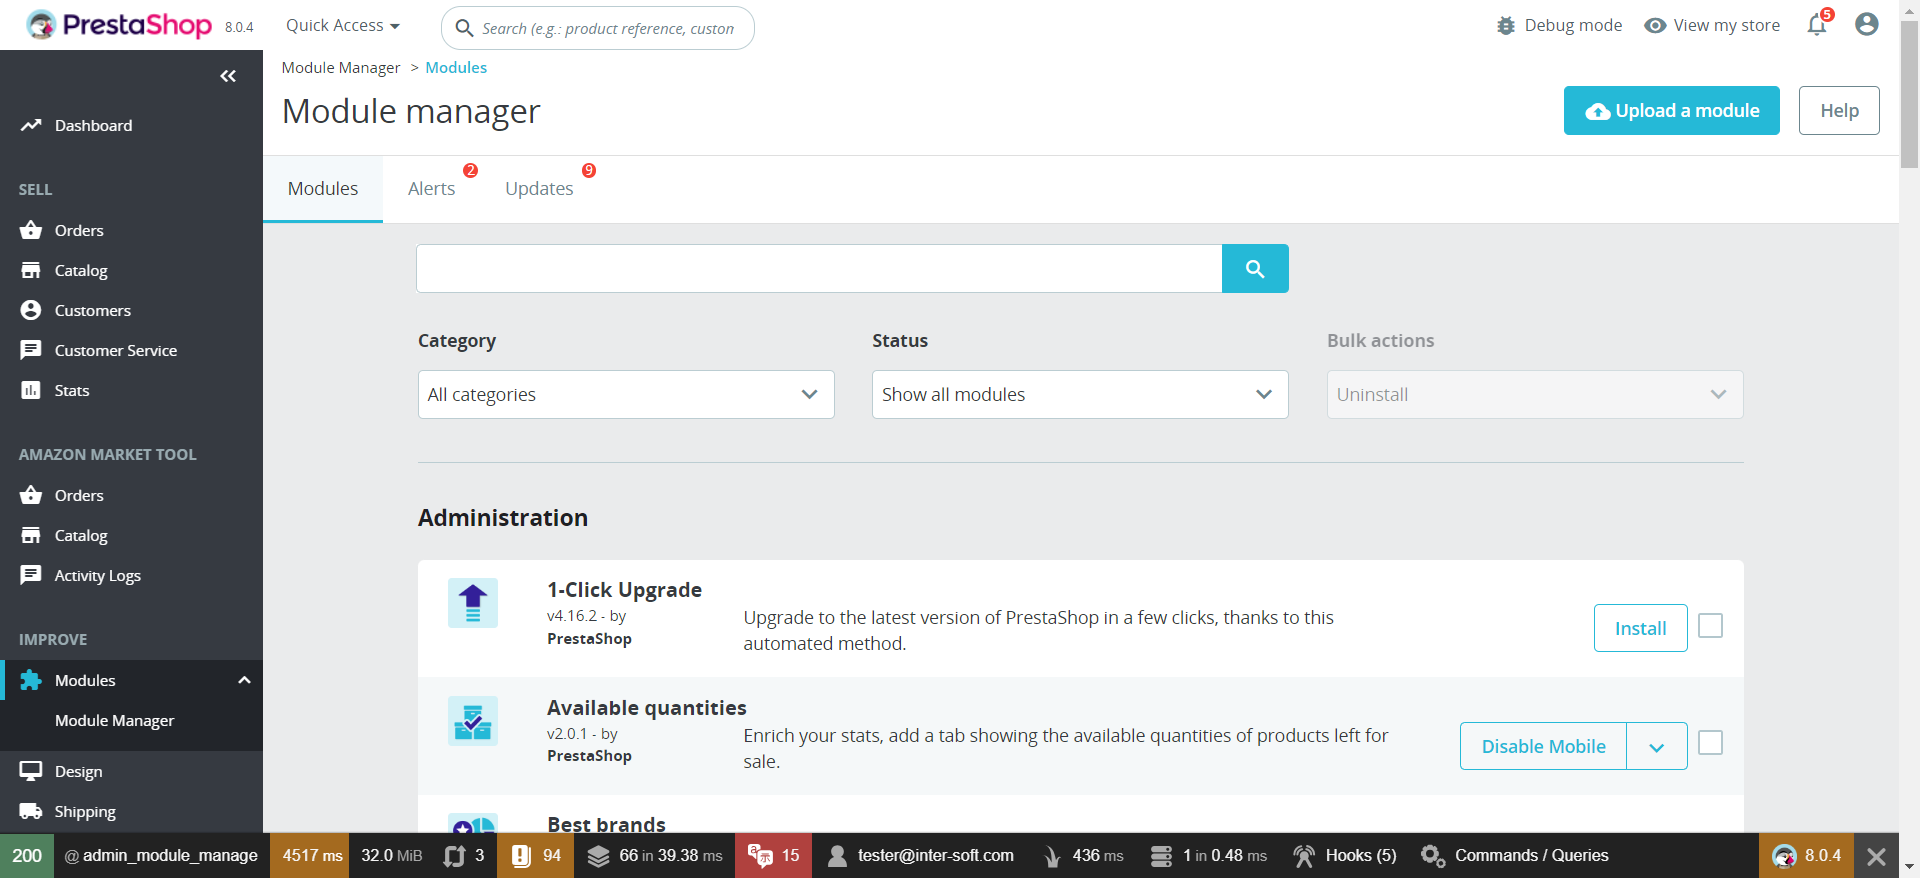 PrestaShop 8.0.4
Quick Access
Search (e.g.: product reference, custon
Debug mode
View my store
5
Module Manager > Modules
Module manager
Upload a module
Help
Dashboard
SELL
Orders
Catalog
Customers
Customer Service
Stats
AMAZON MARKET TOOL
Orders
Catalog
Activity Logs
IMPROVE
Modules
Module Manager
Design
Shipping
Modules
Alerts 2
Updates 9
Category
All categories
Status
Show all modules
Bulk actions
Uninstall
Administration
1-Click Upgrade
v4.16.2 - by
PrestaShop
Upgrade to the latest version of PrestaShop in a few clicks, thanks to this
automated method.
Install
Available quantities
v2.0.1 - by
PrestaShop
Enrich your stats, add a tab showing the available quantities of products left for
sale.
Disable Mobile
Best brands
200 @ admin_module_manage 4517 ms 32.0 MiB 3 94 66 in 39.38 ms 15 tester@inter-soft.com 436 ms 1 in 0.48 ms Hooks (5) Commands / Queries 8.0.4